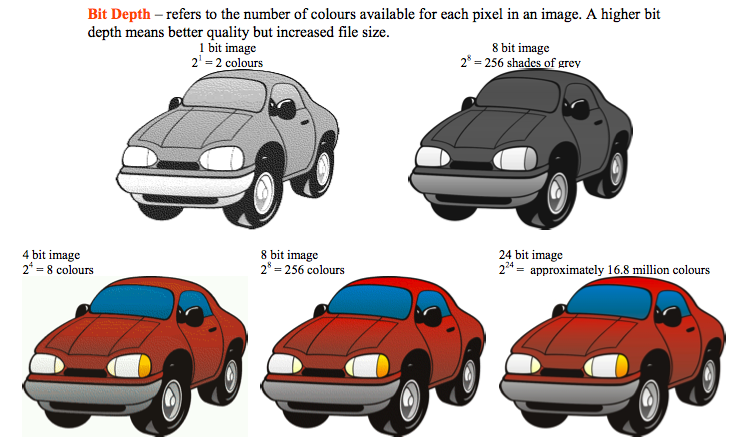 Bit Depth – refers to the number of colours available for each pixel in an image. A higher bit
depth means better quality but increased file size.
1 bit image
2¹ = 2 colours
8 bit image
2⁸ = 256 shades of grey
4 bit image
2⁴ = 8 colours
8 bit image
2⁸ = 256 colours
24 bit image
2²⁴ = approximately 16.8 million colours